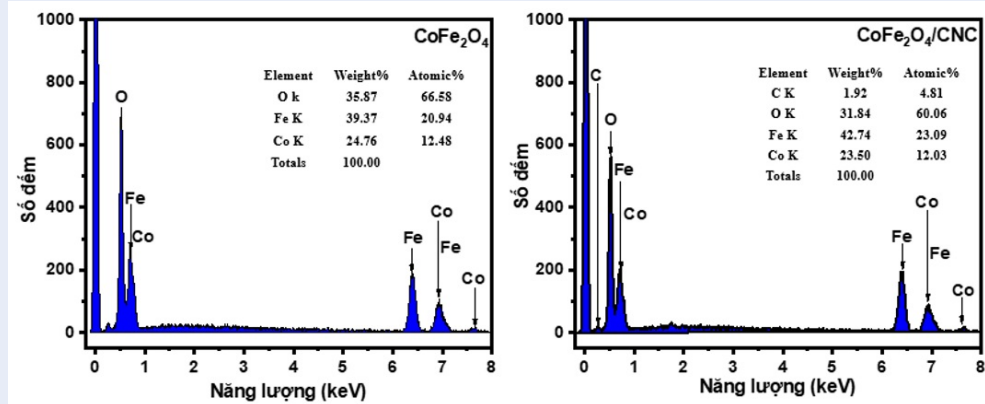 CoFe₂O₄
Element Weight% Atomic%
O k 35.87 66.58
Fe K 39.37 20.94
Co K 24.76 12.48
Totals 100.00
1000
800
600
400
200
0
Số đếm
O
Fe
Co
Fe
Co
Fe
Co
0 1 2 3 4 5 6 7 8
Năng lượng (keV)
CoFe₂O₄/CNC
Element Weight% Atomic%
C K 1.92 4.81
O K 31.84 60.06
Fe K 42.74 23.09
Co K 23.50 12.03
Totals 100.00
1000
800
600
400
200
0
Số đếm
C
O
Fe
Co
Fe
Co
Fe
Co
0 1 2 3 4 5 6 7 8
Năng lượng (keV)